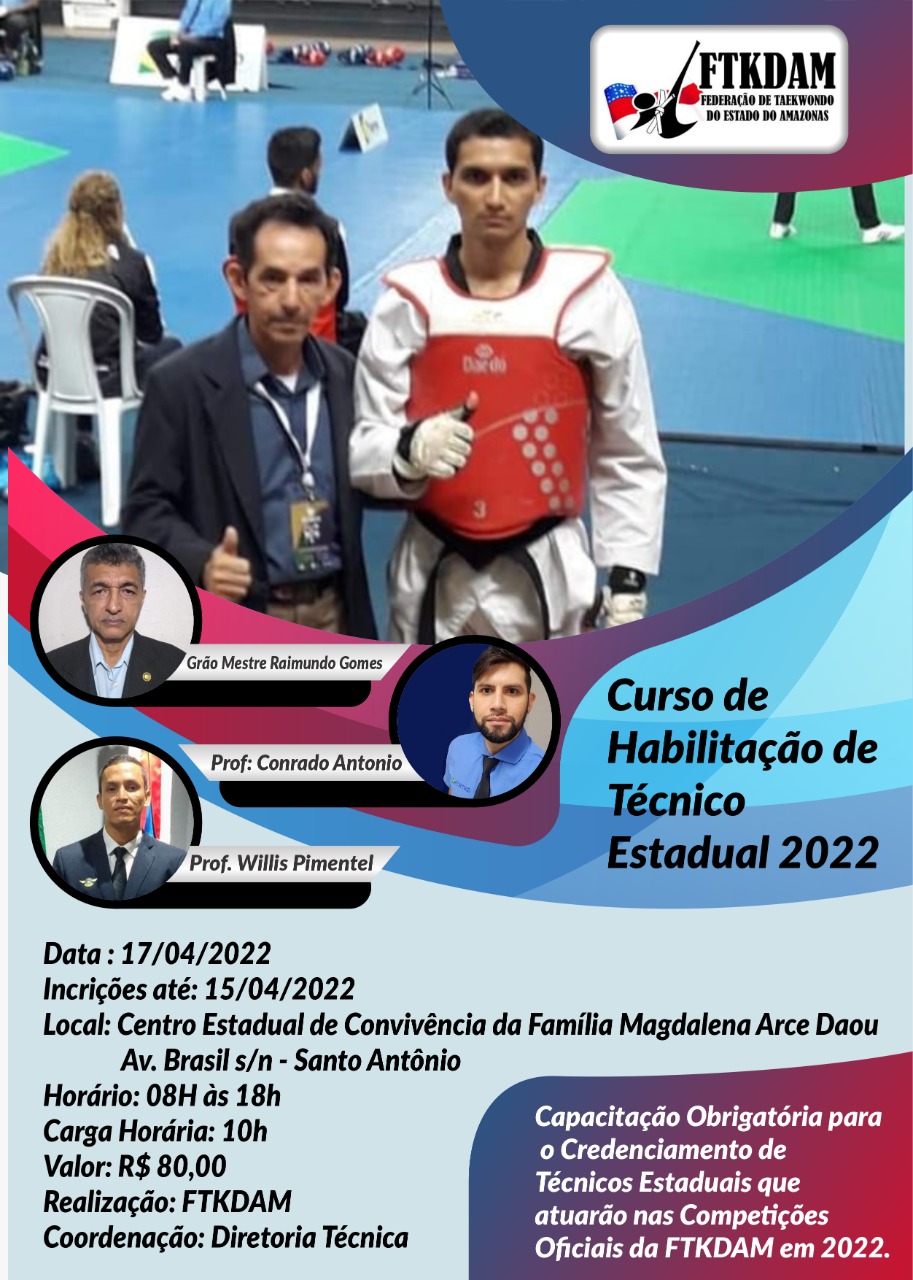 FTKDAM
FEDERAÇÃO DE TAEKWONDO
DO ESTADO DO AMAZONAS
Daedo
3
Grão Mestre Raimundo Gomes
Prof: Conrado Antonio
Prof. Willis Pimentel
Curso de
Habilitação de
Técnico
Estadual 2022
Data : 17/04/2022
Incrições até: 15/04/2022
Local: Centro Estadual de Convivência da Família Magdalena Arce Daou
Av. Brasil s/n - Santo Antônio
Horário: 08H às 18h
Carga Horária: 10h
Valor: R$ 80,00
Realização: FTKDAM
Coordenação: Diretoria Técnica
Capacitação Obrigatória para
o Credenciamento de
Técnicos Estaduais que
atuarão nas Competições
Oficiais da FTKDAM em 2022.